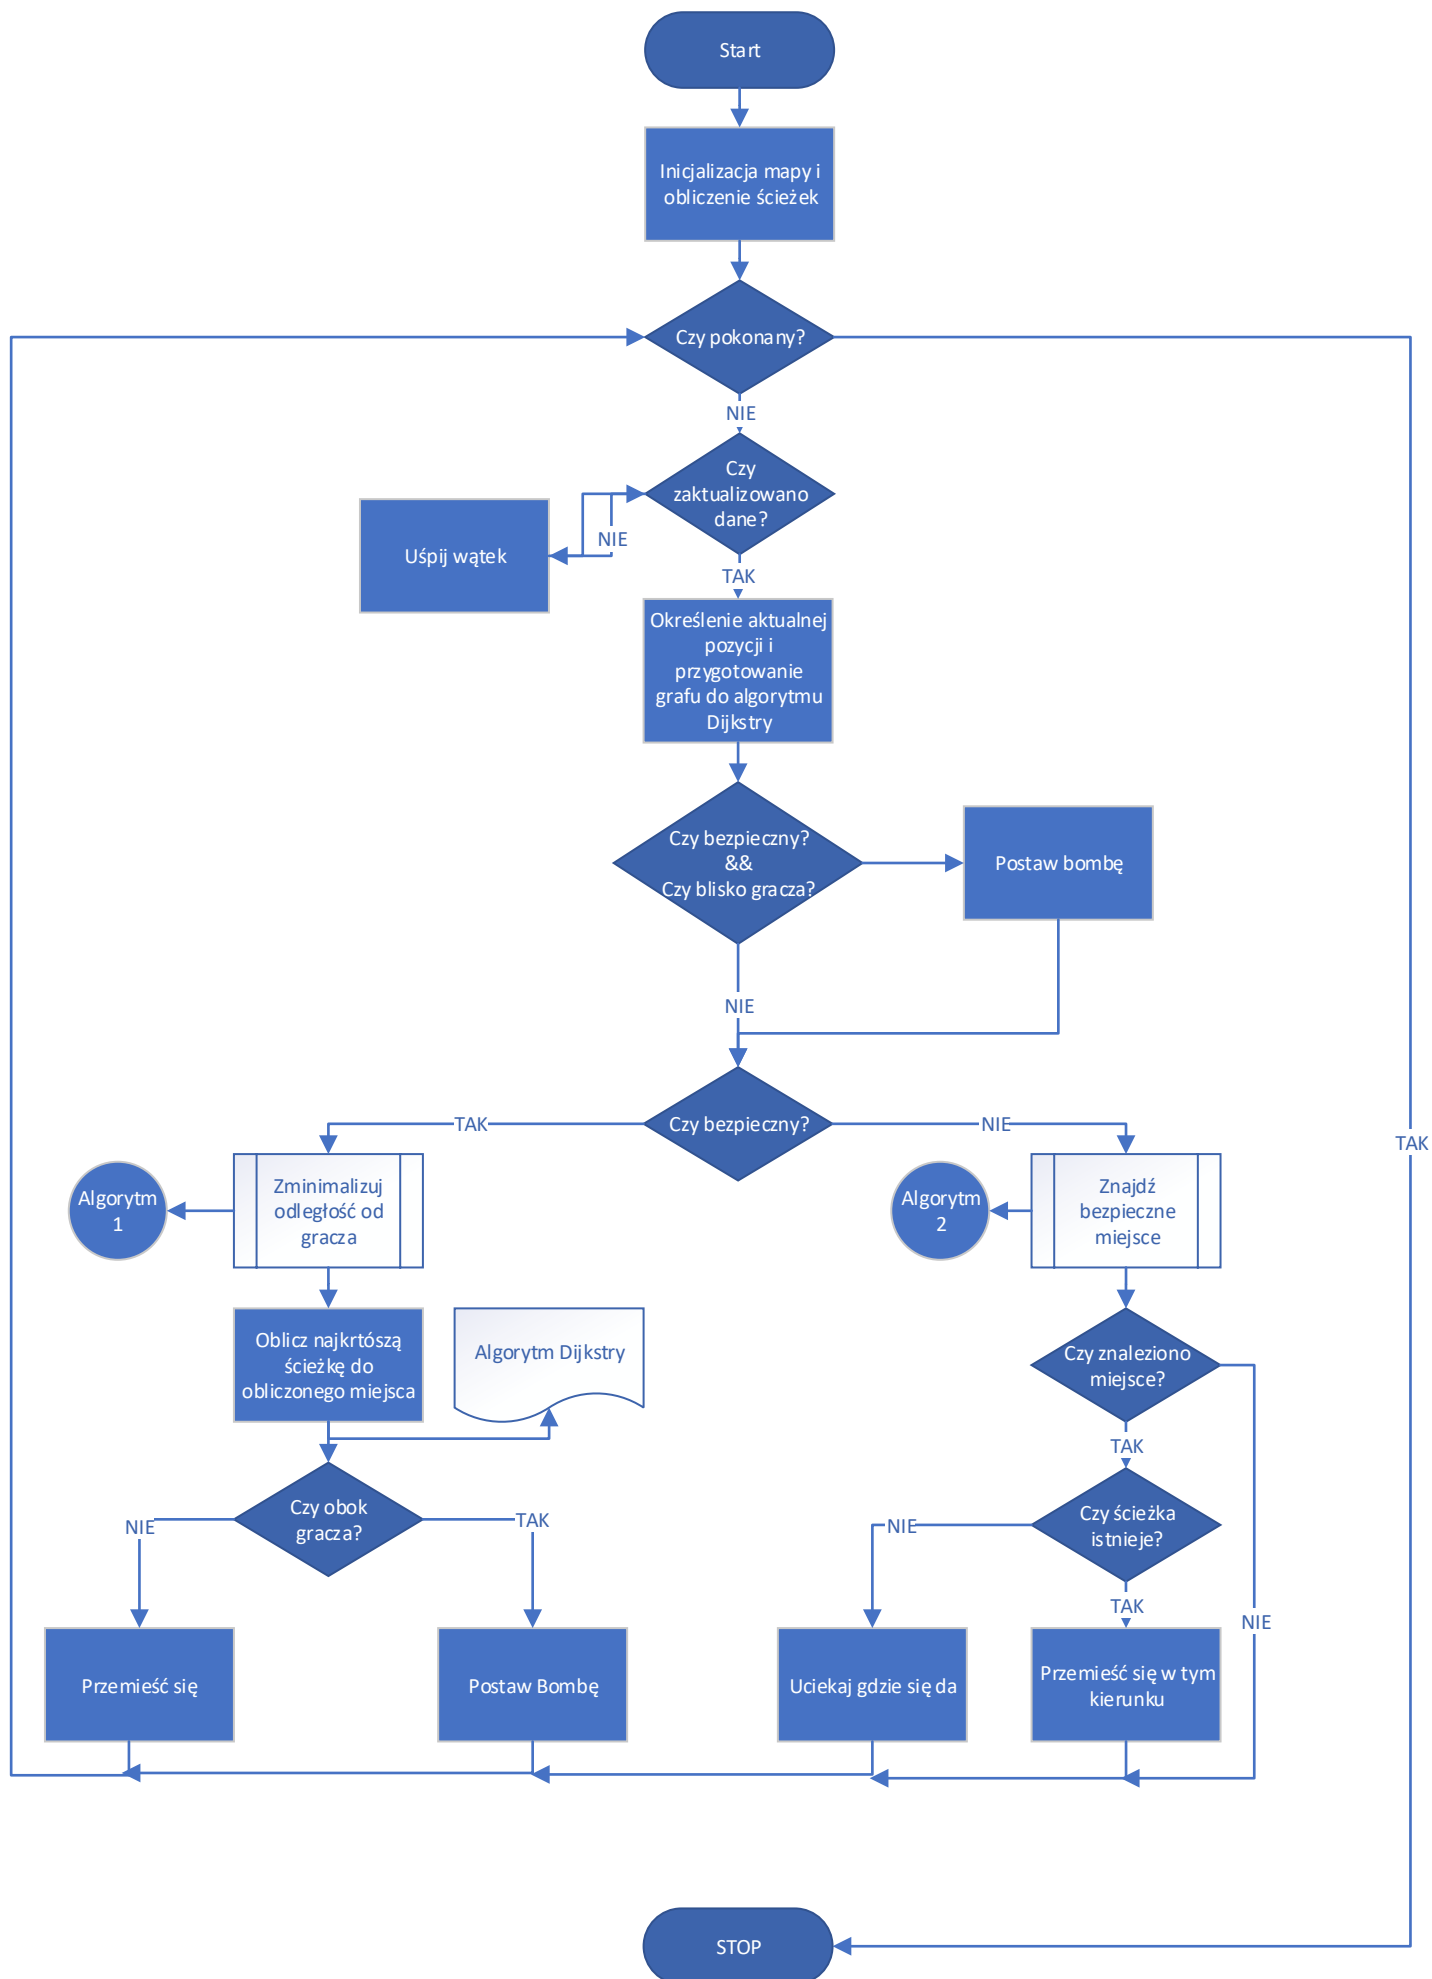 Start
Inicjalizacja mapy i
obliczenie ścieżek
Czy pokonany?
NIE
Czy
zaktualizowano
dane?
NIE
Uśpij wątek
TAK
Określenie aktualnej
pozycji i
przygotowanie
grafu do algorytmu
Dijkstry
Czy bezpieczny?
&&
Czy blisko gracza?
Postaw bombę
NIE
Czy bezpieczny?
TAK
NIE
TAK
Algorytm
1
Zminimalizuj
odległość od
gracza
Algorytm
2
Znajdź
bezpieczne
miejsce
Oblicz najkrtószą
ścieżkę do
obliczonego miejsca
Algorytm Dijkstry
Czy znaleziono
miejsce?
TAK
Czy obok
gracza?
NIE
TAK
Czy ścieżka
istnieje?
NIE
TAK
NIE
Przemieść się
Postaw Bombę
Uciekaj gdzie się da
Przemieść się w tym
kierunku
STOP